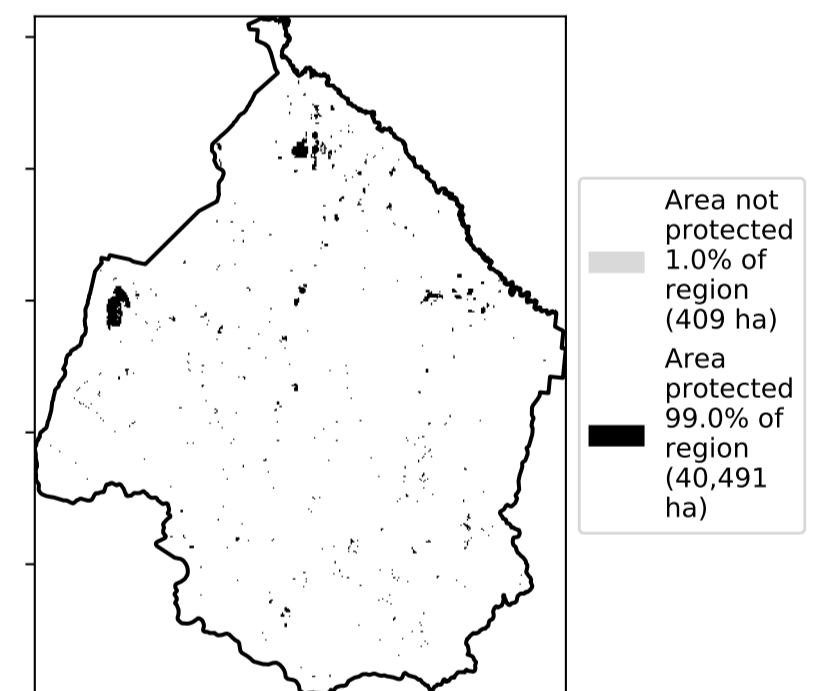 Area not
protected
1.0% of
region
(409 ha)
Area
protected
99.0% of
region
(40,491
ha)